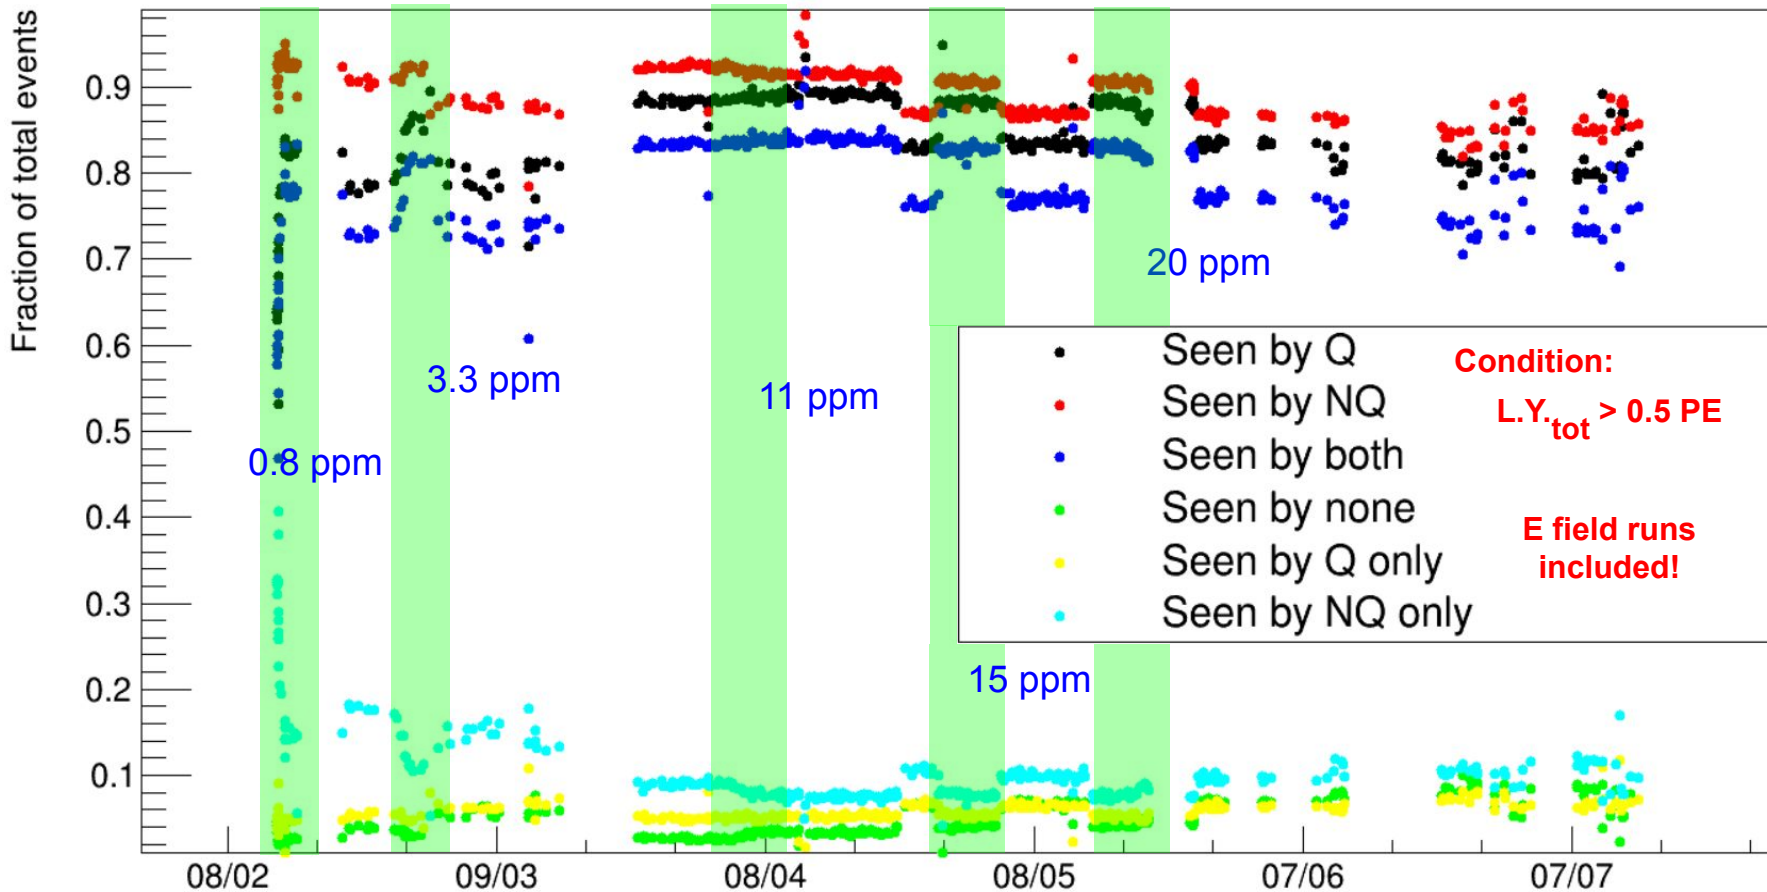 Fraction of total events
0.9
0.8
0.7
0.6
0.5
0.4
0.3
0.2
0.1
0.8 ppm
3.3 ppm
11 ppm
15 ppm
20 ppm
Seen by Q
Seen by NQ
Seen by both
Seen by none
Seen by Q only
Seen by NQ only
Condition:
L.Y.tot > 0.5 PE
E field runs
included!
08/02
09/03
08/04
08/05
07/06
07/07